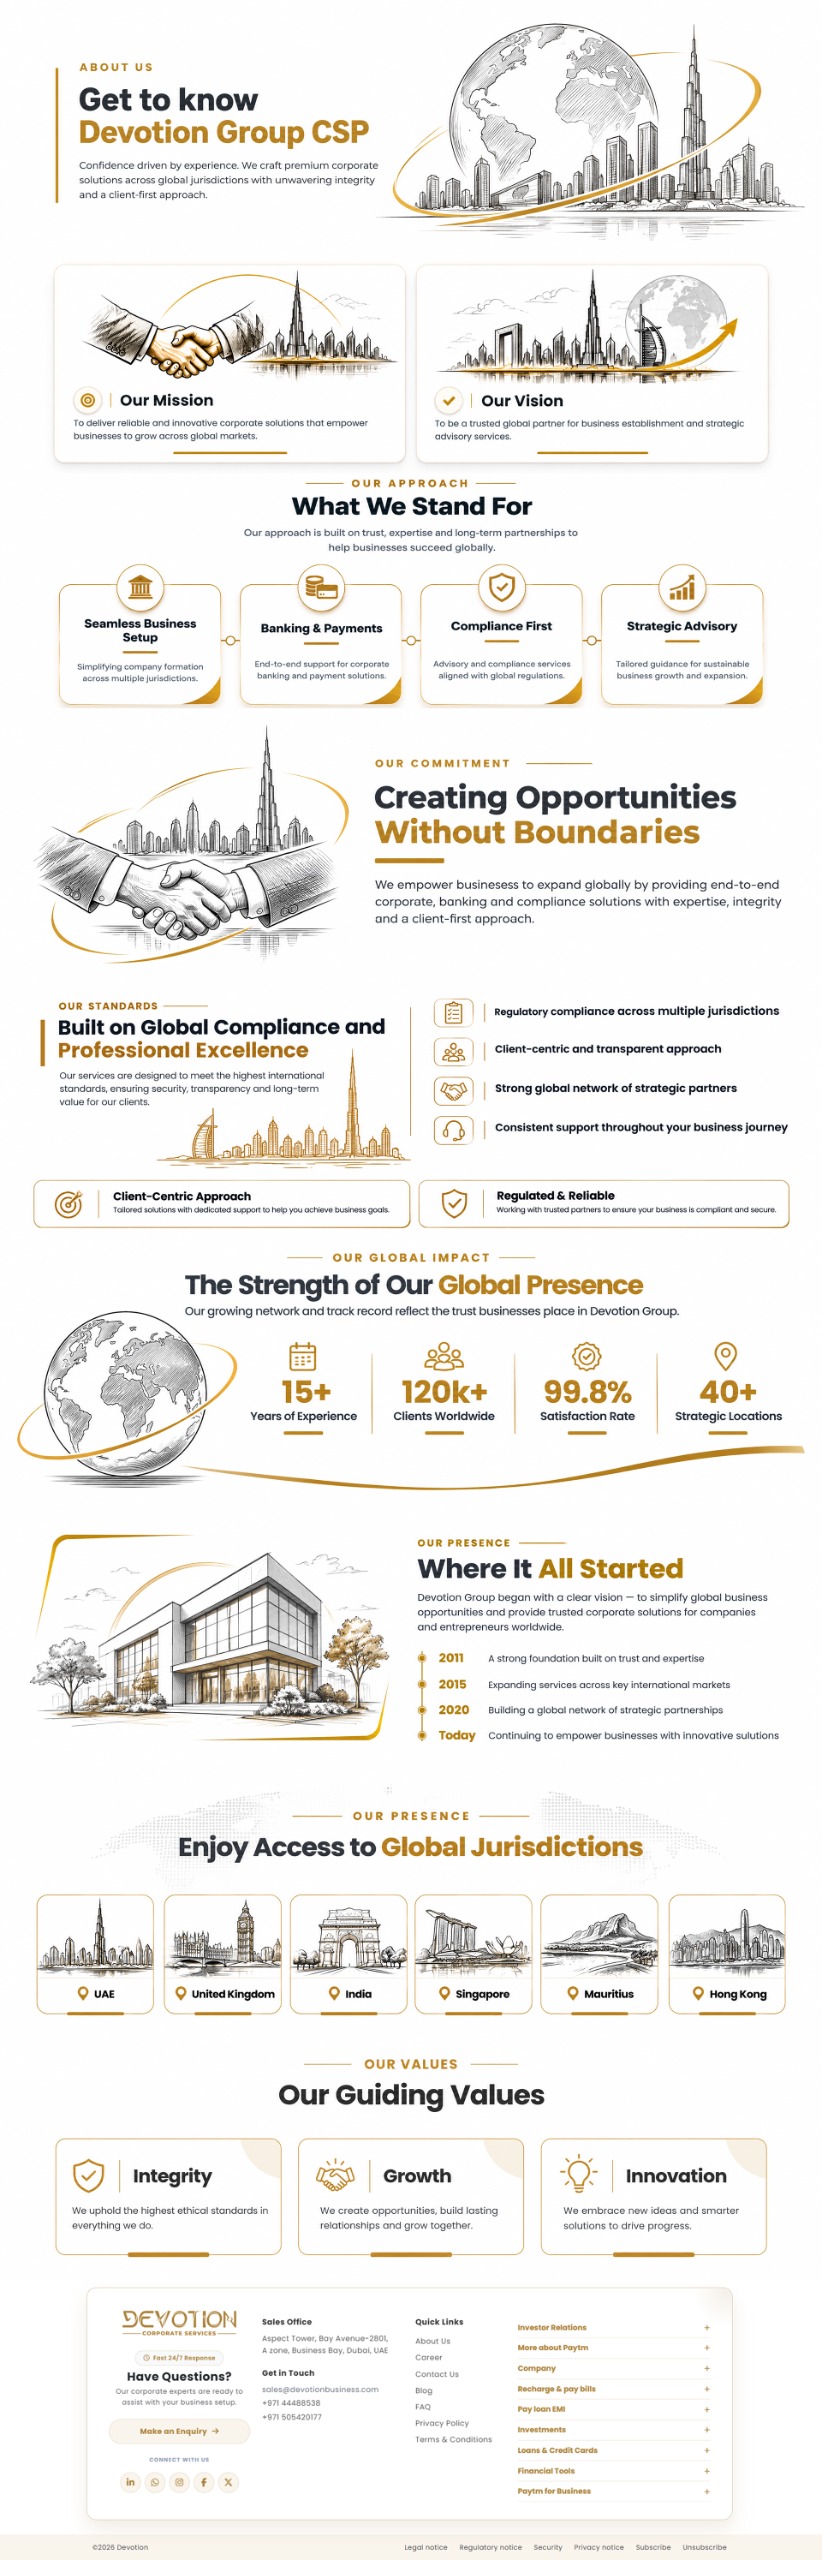 ABOUT US
Get to know
Devotion Group CSP
Confidence driven by experience. We craft premium corporate
solutions across global jurisdictions with unwavering integrity
and a client-first approach.
Our Mission
To deliver reliable and innovative corporate solutions that empower
businesses to grow across global markets.
Our Vision
To be a trusted global partner for business establishment and strategic
advisory services.
OUR APPROACH
What We Stand For
Our approach is built on trust, expertise and long-term partnerships to
help businesses succeed globally.
Seamless Business
Setup
Simplifying company formation
across multiple jurisdictions.
Banking & Payments
End-to-end support for corporate
banking and payment solutions.
Compliance First
Advisory and compliance services
aligned with global regulations.
Strategic Advisory
Tailored guidance for sustainable
business growth and expansion.
OUR COMMITMENT
Creating Opportunities
Without Boundaries
We empower businesess to expand globally by providing end-to-end
corporate, banking and compliance solutions with expertise, integrity
and a client-first approach.
OUR STANDARDS
Built on Global Compliance and
Professional Excellence
Our services are designed to meet the highest international
standards, ensuring security, transparency and long-term
value for our clients.
Regulatory compliance across multiple jurisdictions
Client-centric and transparent approach
Strong global network of strategic partners
Consistent support throughout your business journey
Client-Centric Approach
Tailored solutions with dedicated support to help you achieve business goals.
Regulated & Reliable
Working with trusted partners to ensure your business is compliant and secure.
OUR GLOBAL IMPACT
The Strength of Our Global Presence
Our growing network and track record reflect the trust businesses place in Devotion Group.
15+
Years of Experience
120k+
Clients Worldwide
99.8%
Satisfaction Rate
40+
Strategic Locations
OUR PRESENCE
Where It All Started
Devotion Group began with a clear vision — to simplify global business
opportunities and provide trusted corporate solutions for companies
and entrepreneurs worldwide.
2011 A strong foundation built on trust and expertise
2015 Expanding services across key international markets
2020 Building a global network of strategic partnerships
Today Continuing to empower businesses with innovative sulutions
OUR PRESENCE
Enjoy Access to Global Jurisdictions
UAE
United Kingdom
India
Singapore
Mauritius
Hong Kong
OUR VALUES
Our Guiding Values
Integrity
We uphold the highest ethical standards in
everything we do.
Growth
We create opportunities, build lasting
relationships and grow together.
Innovation
We embrace new ideas and smarter
solutions to drive progress.
DEVOTION
CORPORATE SERVICES
Fast 24/7 Response
Have Questions?
Our corporate experts are ready to
assist with your business setup.
Make an Enquiry →
CONNECT WITH US
Sales Office
Aspect Tower, Bay Avenue-2801,
A zone, Business Bay, Dubai, UAE
Get in Touch
sales@devotionbusiness.com
+971 44488538
+971 505420177
Quick Links
About Us
Career
Contact Us
Blog
FAQ
Privacy Policy
Terms & Conditions
Investor Relations +
More about Paytm +
Company +
Recharge & pay bills +
Pay loan EMI +
Investments +
Loans & Credit Cards +
Financial Tools +
Paytm for Business +
©2026 Devotion
Legal notice Regulatory notice Security Privacy notice Subscribe Unsubscribe